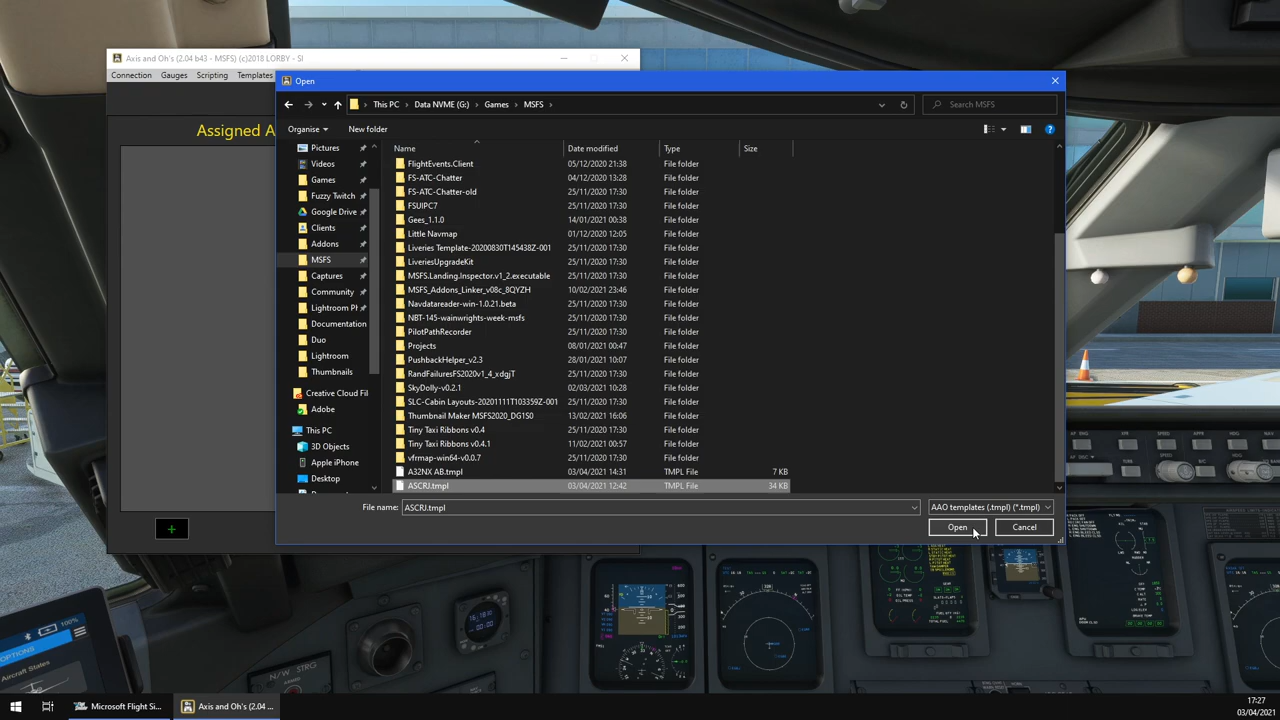 Axis and Oh's (2.04 b43 - MSFS) (c)2018 LORBY - SI
Connection Gauges Scripting Templates
Assigned A
+
Open
This PC Data NVME (G:) Games MSFS
Search MSFS
Organise New folder
Pictures
Videos
Games
Fuzzy Twitch
Google Drive
Clients
Addons
MSFS
Captures
Community
Lightroom Ph
Documentation
Duo
Lightroom
Thumbnails
Creative Cloud Fil
Adobe
This PC
3D Objects
Apple iPhone
Desktop
Name Date modified Type Size
FlightEvents.Client 05/12/2020 21:38 File folder
FS-ATC-Chatter 04/12/2020 13:28 File folder
FS-ATC-Chatter-old 25/11/2020 17:30 File folder
FSUIPC7 25/11/2020 17:30 File folder
Gees_1.1.0 14/01/2021 00:38 File folder
Little Navmap 01/12/2020 12:05 File folder
Liveries Template-20200830T145438Z-001 25/11/2020 17:30 File folder
LiveriesUpgradeKit 25/11/2020 17:30 File folder
MSFS.Landing.Inspector.v1_2.executable 25/11/2020 17:30 File folder
MSFS_Addons_Linker_v08c_8QYZH 10/02/2021 23:46 File folder
Navdatareader-win-1.0.21.beta 25/11/2020 17:30 File folder
NBT-145-wainwrights-week-msfs 25/11/2020 17:30 File folder
PilotPathRecorder 25/11/2020 17:30 File folder
Projects 08/01/2021 00:47 File folder
PushbackHelper_v2.3 28/01/2021 10:07 File folder
RandFailuresFS2020v1_4_xdgjT 25/11/2020 17:30 File folder
SkyDolly-v0.2.1 02/03/2021 10:28 File folder
SLC-Cabin Layouts-20201111T103359Z-001 25/11/2020 17:30 File folder
Thumbnail Maker MSFS2020_DG1S0 13/02/2021 16:06 File folder
Tiny Taxi Ribbons v0.4 25/11/2020 17:30 File folder
Tiny Taxi Ribbons v0.4.1 11/02/2021 00:57 File folder
vfrmap-win64-v0.0.7 25/11/2020 17:30 File folder
A32NX AB.tmpl 03/04/2021 14:31 TMPL File 7 KB
ASCRJ.tmpl 03/04/2021 12:42 TMPL File 34 KB
File name: ASCRJ.tmpl
AAO templates (.tmpl) (*.tmpl)
Open Cancel
100%
OPTIONS
Aircraft States
N/W STRG
ARMED
Microsoft Flight Si...
Axis and Oh's (2.04 ...
17:27
03/04/2021